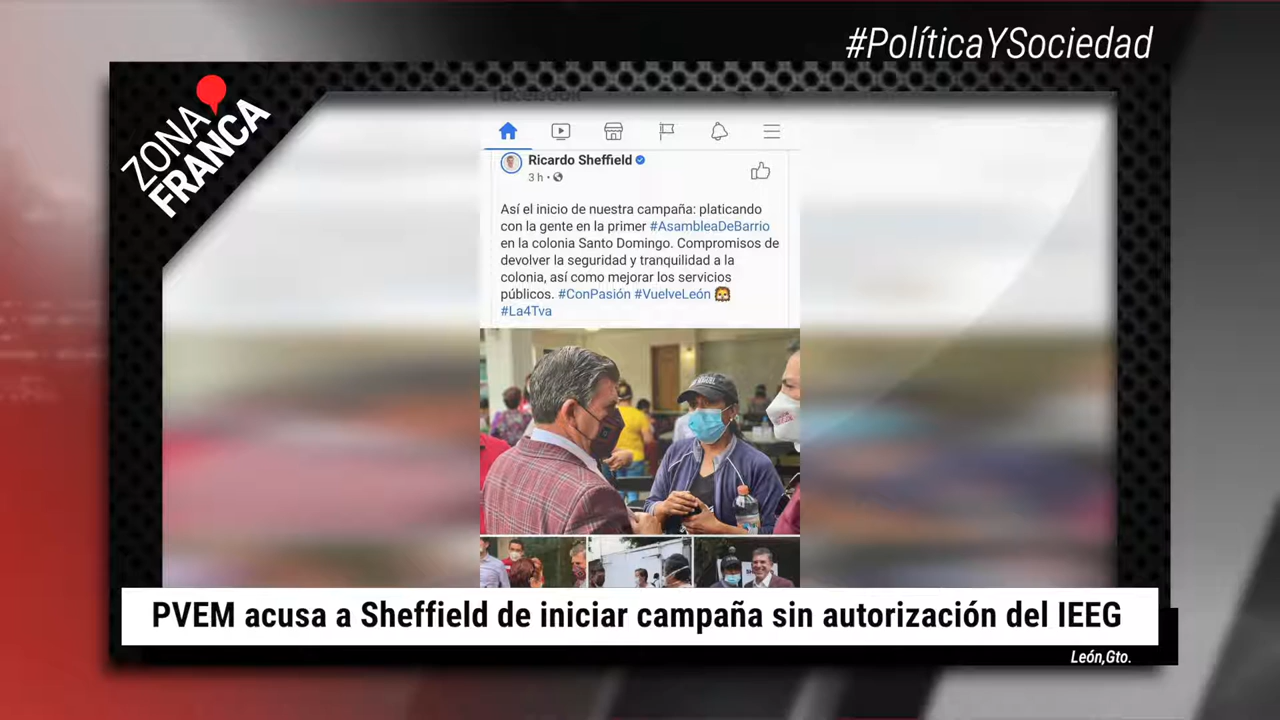 #PolíticaYSociedad
ZONA
FRANCA
Ricardo Sheffield
3 h
Así el inicio de nuestra campaña: platicando
con la gente en la primer #AsambleaDeBarrio
en la colonia Santo Domingo. Compromisos de
devolver la seguridad y tranquilidad a la
colonia, así como mejorar los servicios
públicos. #ConPasión #VuelveLeón
#La4Tva
PVEM acusa a Sheffield de iniciar campaña sin autorización del IEEG
León,Gto.